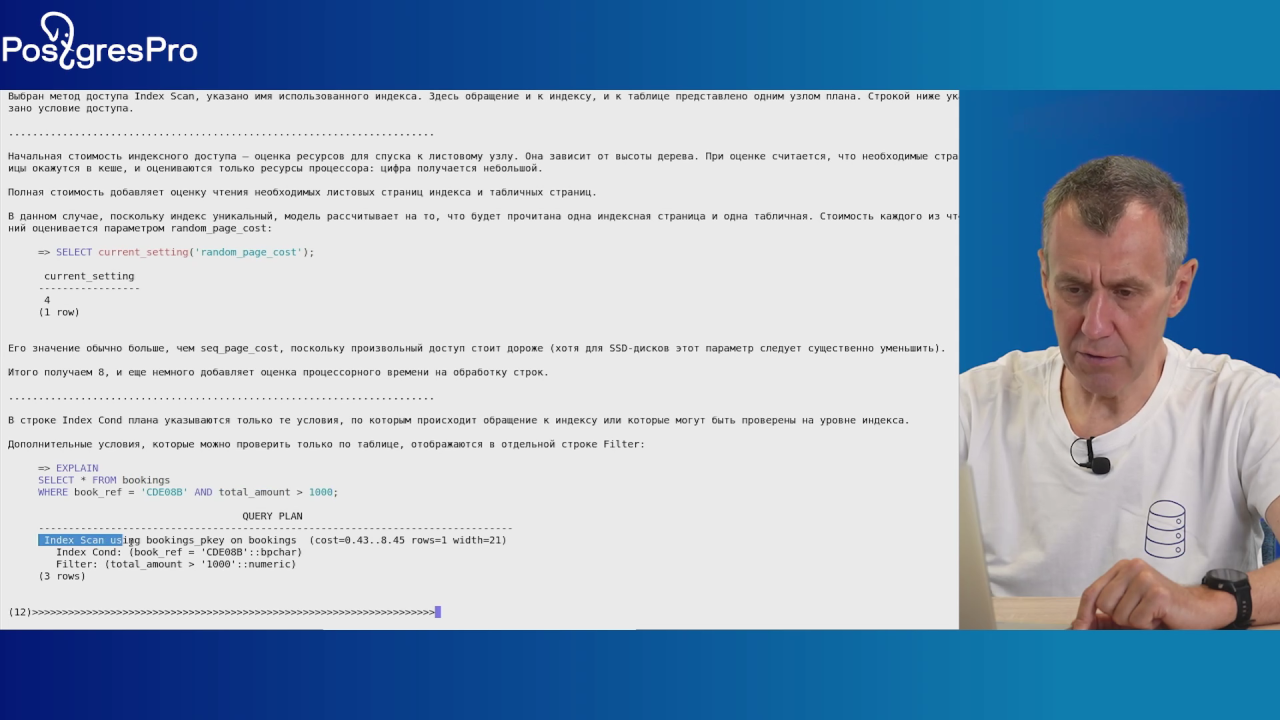 PostgresPro
Выбран метод доступа Index Scan, указано имя использованного индекса. Здесь обращение и к индексу, и к таблице представлено одним узлом плана. Строкой ниже ука
зано условие доступа.
.......................................................................
Начальная стоимость индексного доступа – оценка ресурсов для спуска к листовому узлу. Она зависит от высоты дерева. При оценке считается, что необходимые стра
ицы окажутся в кеше, и оцениваются только ресурсы процессора: цифра получается небольшой.
Полная стоимость добавляет оценку чтения необходимых листовых страниц индекса и табличных страниц.
В данном случае, поскольку индекс уникальный, модель рассчитывает на то, что будет прочитана одна индексная страница и одна табличная. Стоимость каждого из чте
ний оценивается параметром random_page_cost:
=> SELECT current_setting('random_page_cost');
current_setting
-----------------
4
(1 row)
Его значение обычно больше, чем seq_page_cost, поскольку произвольный доступ стоит дороже (хотя для SSD-дисков этот параметр следует существенно уменьшить).
Итого получаем 8, и еще немного добавляет оценка процессорного времени на обработку строк.
.......................................................................
В строке Index Cond плана указываются только те условия, по которым происходит обращение к индексу или которые могут быть проверены на уровне индекса.
Дополнительные условия, которые можно проверить только по таблице, отображаются в отдельной строке Filter:
=> EXPLAIN
SELECT * FROM bookings
WHERE book_ref = 'CDE08B' AND total_amount > 1000;
QUERY PLAN
-------------------------------------------------------------------------------
Index Scan using bookings_pkey on bookings  (cost=0.43..8.45 rows=1 width=21)
Index Cond: (book_ref = 'CDE08B'::bpchar)
Filter: (total_amount > '1000'::numeric)
(3 rows)
(12)>>>>>>>>>>>>>>>>>>>>>>>>>>>>>>>>>>>>>>>>>>>>>>>>>>>>>>>>>>>>>>>>>>>